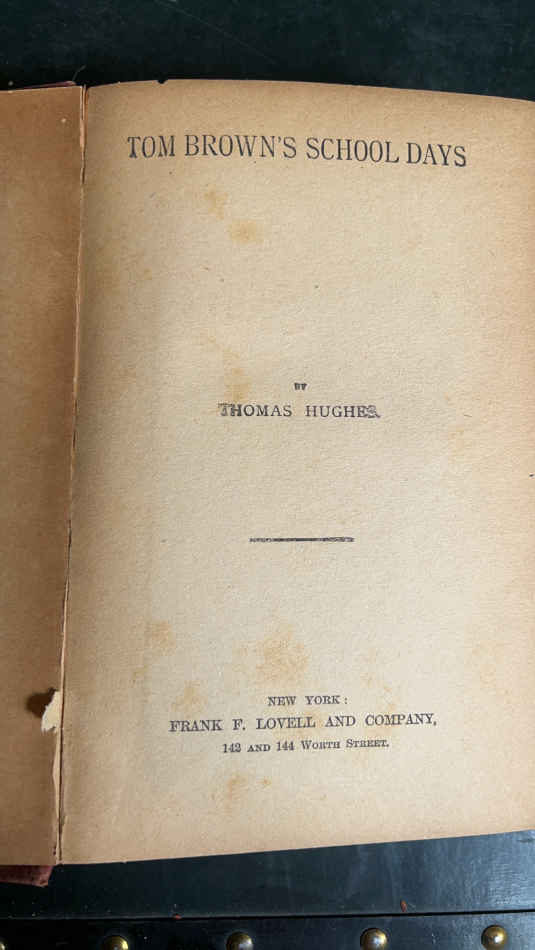 TOM BROWN'S SCHOOL DAYS
BY
THOMAS HUGHES
NEW YORK:
FRANK F. LOVELL AND COMPANY,
142 AND 144 WORTH STREET.